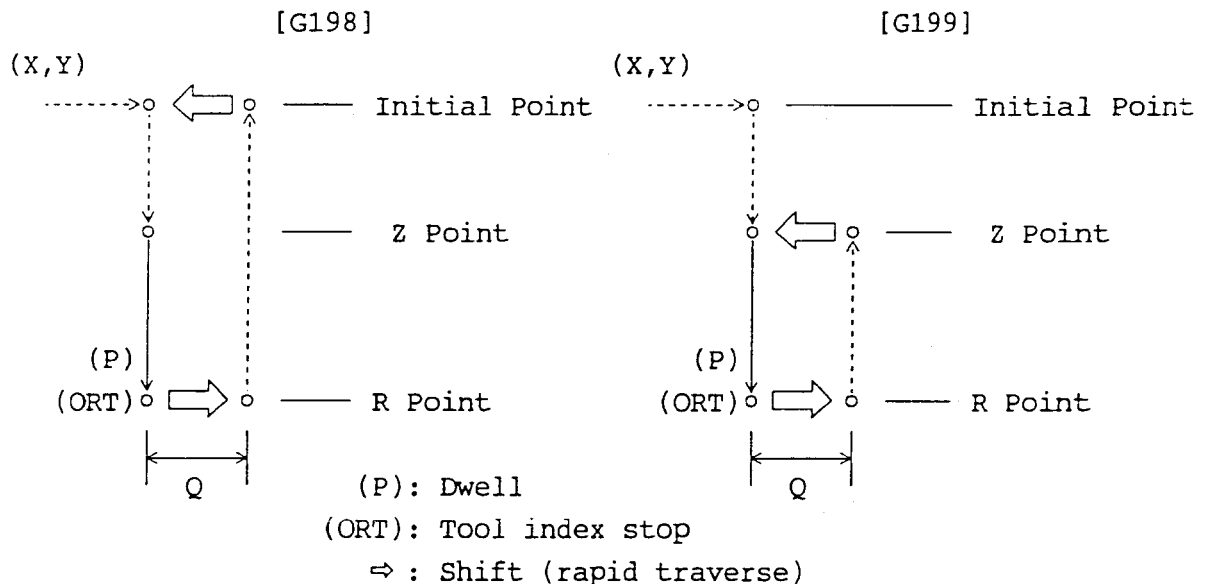 [G198] [G199]
(X,Y) (X,Y)
Initial Point Initial Point
Z Point Z Point
(P) (P)
(ORT) R Point (ORT) R Point
Q Q
(P): Dwell
(ORT): Tool index stop
⇨ : Shift (rapid traverse)